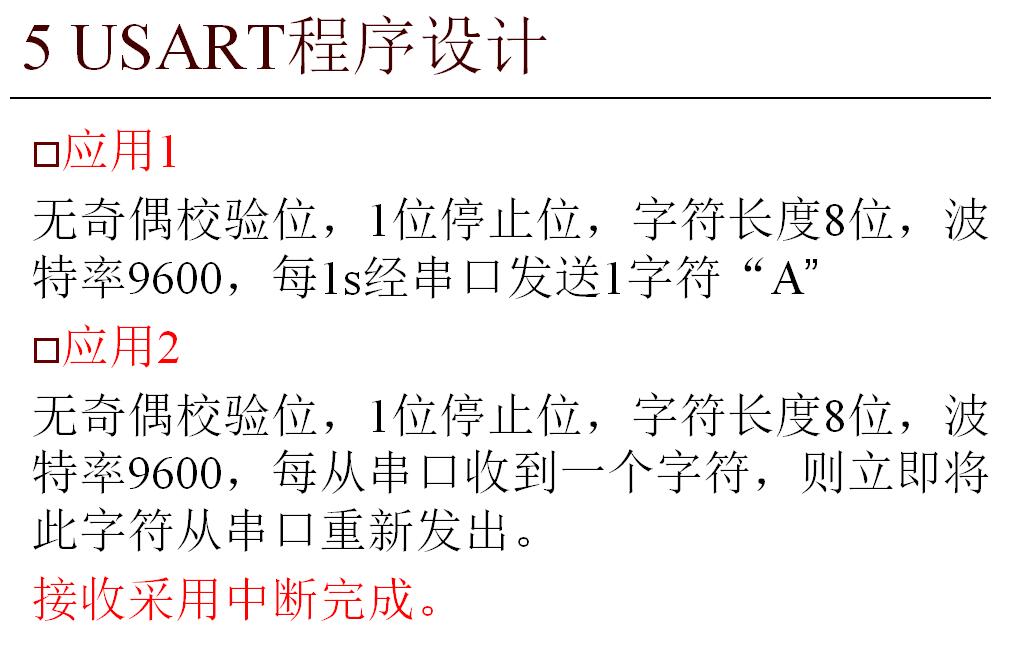 5 USART程序设计
应用1
无奇偶校验位，1位停止位，字符长度8位，波
特率9600，每1s经串口发送1字符“A”
应用2
无奇偶校验位，1位停止位，字符长度8位，波
特率9600，每从串口收到一个字符，则立即将
此字符从串口重新发出。
接收采用中断完成。